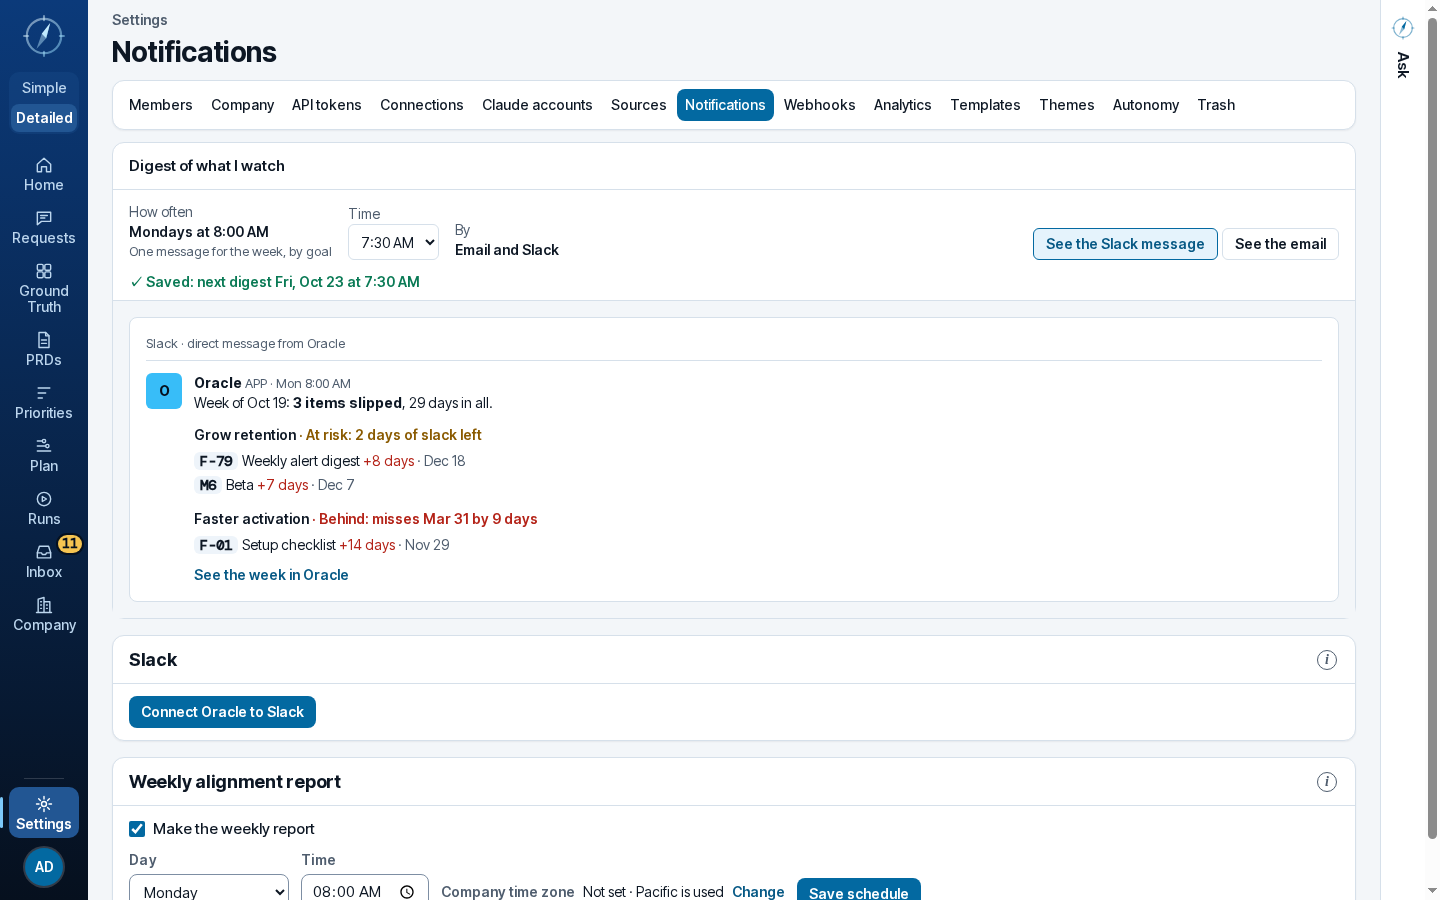 Settings
Notifications
Simple
Detailed
Home
Requests
Ground
Truth
PRDs
Priorities
Plan
Runs
11
Inbox
Company
Settings
AD
Members Company API tokens Connections Claude accounts Sources Notifications Webhooks Analytics Templates Themes Autonomy Trash
Digest of what I watch
How often
Mondays at 8:00 AM
One message for the week, by goal
Time
7:30 AM
By
Email and Slack
See the Slack message See the email
✓ Saved: next digest Fri, Oct 23 at 7:30 AM
Slack · direct message from Oracle
O
Oracle APP · Mon 8:00 AM
Week of Oct 19: 3 items slipped, 29 days in all.
Grow retention · At risk: 2 days of slack left
F-79 Weekly alert digest +8 days · Dec 18
M6 Beta +7 days · Dec 7
Faster activation · Behind: misses Mar 31 by 9 days
F-01 Setup checklist +14 days · Nov 29
See the week in Oracle
Slack
i
Connect Oracle to Slack
Weekly alignment report
i
Make the weekly report
Day
Monday
Time
08:00 AM
Company time zone Not set · Pacific is used Change Save schedule
Ask